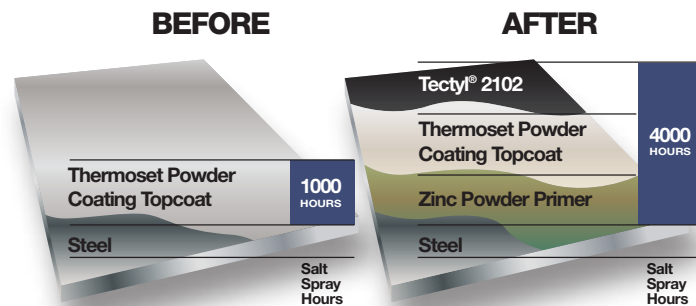 BEFORE
Thermoset Powder
Coating Topcoat
1000
HOURS
Steel
Salt
Spray
Hours
AFTER
Tectyl® 2102
Thermoset Powder
Coating Topcoat
4000
HOURS
Zinc Powder Primer
Steel
Salt
Spray
Hours